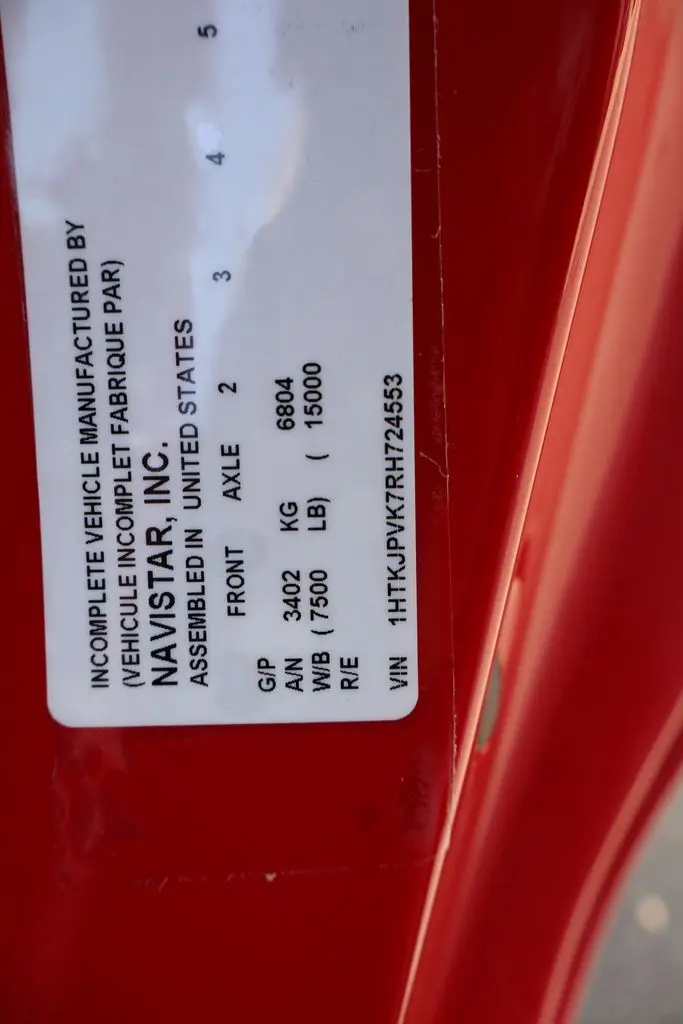 INCOMPLETE VEHICLE MANUFACTURED BY
(VEHICULE INCOMPLET FABRIQUE PAR)
NAVISTAR, INC.
ASSEMBLED IN UNITED STATES
FRONT AXLE 2 3 4 5
G/P
A/N 3402 KG 6804
W/B ( 7500 LB) ( 15000
R/E
VIN 1HTKJPVK7RH724553